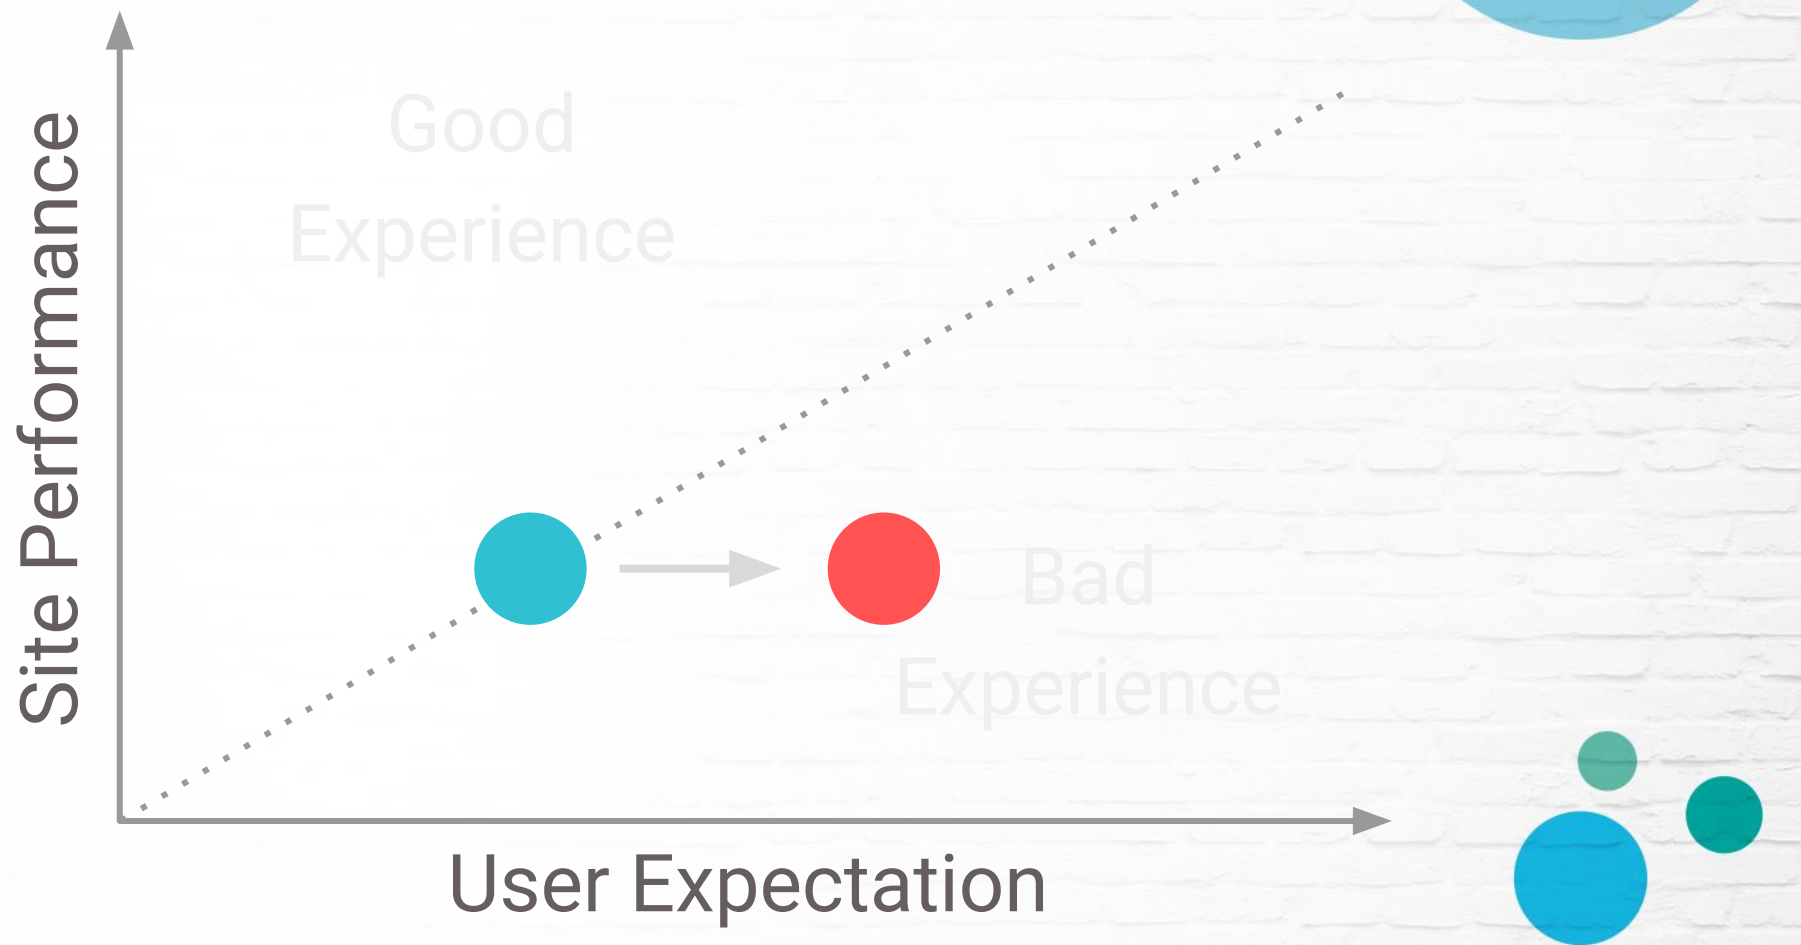 Site Performance
Good
Experience
Bad
Experience
User Expectation